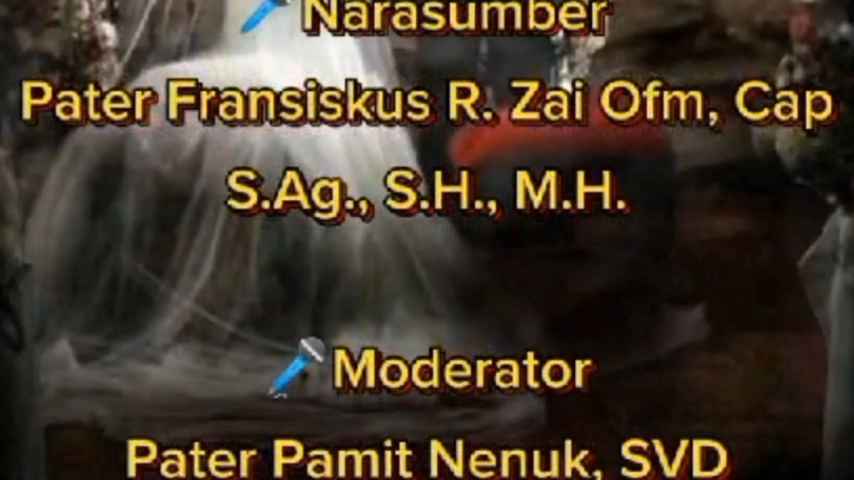 Narasumber
Pater Fransiskus R. Zai Ofm, Cap
S.Ag., S.H., M.H.
Moderator
Pater Pamit Nenuk, SVD